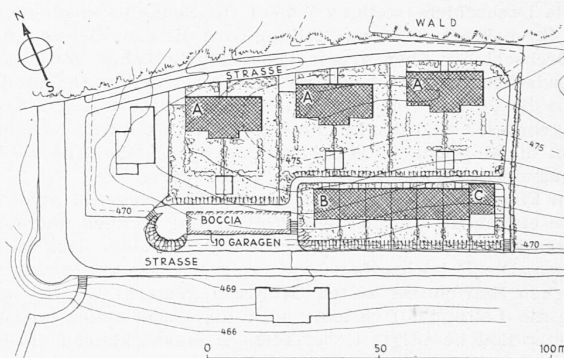 N
S
WALD
STRASSE
A
A
A
475
475
470
B
C
BOCCIA
10 GARAGEN
470
STRASSE
469
466
0 50 100 m